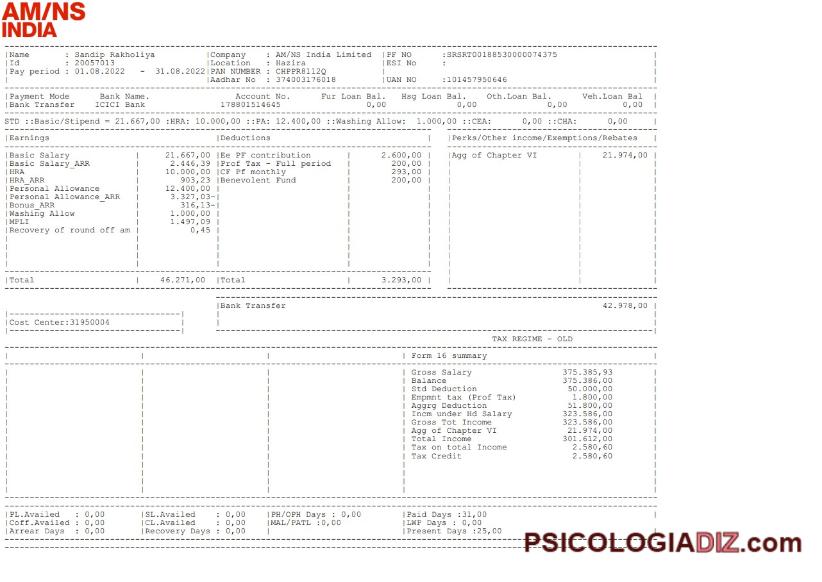 AM/NS
INDIA
Name : Sandip Rakholiya Company : AM/NS India Limited PF NO :SRSRT00188530000074375
Id : 20057013 Location : Hazira ESI No :
Pay period : 01.08.2022 - 31.08.2022 PAN NUMBER : CHPPR8112Q
Aadhar No : 374003176018 UAN NO :101457950646
Payment Mode Bank Name. Account No. Fur Loan Bal. Hsg Loan Bal. Oth.Loan Bal. Veh.Loan Bal
Bank Transfer ICICI Bank 178801514645 0,00 0,00 0,00 0,00
STD ::Basic/Stipend = 21.667,00 :HRA: 10.000,00 ::PA: 12.400,00 ::Washing Allow: 1.000,00 ::CEA: 0,00 ::CHA: 0,00
Earnings Deductions Perks/Other income/Exemptions/Rebates
Basic Salary 21.667,00 Ee PF contribution 2.600,00 Agg of Chapter VI 21.974,00
Basic Salary_ARR 2.446,39 Prof Tax - Full period 200,00
HRA 10.000,00 CF Pf monthly 293,00
HRA_ARR 903,23 Benevolent Fund 200,00
Personal Allowance 12.400,00
Personal Allowance_ARR 3.327,03-
Bonus_ARR 316,13-
Washing Allow 1.000,00
MPLI 1.497,09
Recovery of round off am 0,45
Total 46.271,00 Total 3.293,00
Bank Transfer 42.978,00
Cost Center:31950004
TAX REGIME - OLD
Form 16 summary
Gross Salary 375.385,93
Balance 375.386,00
Std Deduction 50.000,00
Empmnt tax (Prof Tax) 1.800,00
Aggrg Deduction 51.800,00
Incm under Hd Salary 323.586,00
Gross Tot Income 323.586,00
Agg of Chapter VI 21.974,00
Total Income 301.612,00
Tax on total Income 2.580,60
Tax Credit 2.580,60
PL.Availed : 0,00 SL.Availed : 0,00 PH/OPH Days : 0,00 Paid Days :31,00
Coff.Availed : 0,00 CL.Availed : 0,00 MAL/PATL :0,00 LWP Days : 0,00
Arrear Days : 0,00 Recovery Days : 0,00 Present Days :25,00
PSICOLOGIADIZ.com